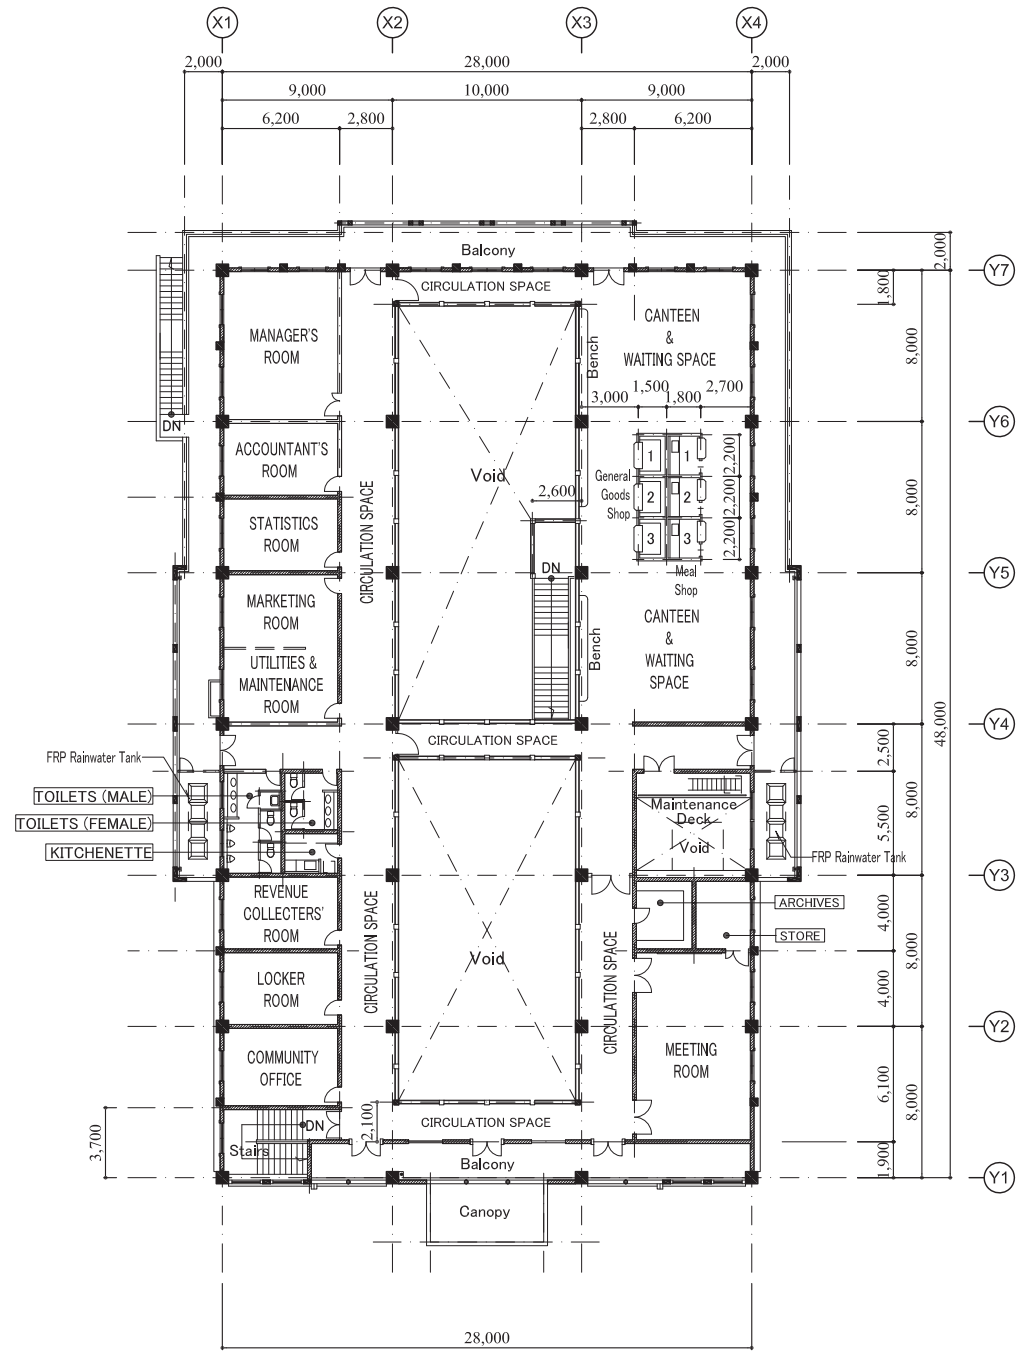 X1 X2 X3 X4
2,000 28,000 2,000
9,000 10,000 9,000
6,200 2,800 2,800 6,200
Balcony
2,000
Y7
CIRCULATION SPACE
1,800
MANAGER'S
ROOM
CANTEEN
&
WAITING SPACE
Bench
8,000
3,000 1,500 1,800 2,700
DN
Y6
ACCOUNTANT'S
ROOM
1 1
2,200
Void
General
Goods
Shop
2 2
2,200
8,000
2,600
STATISTICS
ROOM
CIRCULATION SPACE
3 3
2,200
DN
Meal
Shop
Y5
MARKETING
ROOM
CANTEEN
&
WAITING
SPACE
Bench
8,000
UTILITIES &
MAINTENANCE
ROOM
Y4
CIRCULATION SPACE
48,000
2,500
FRP Rainwater Tank
TOILETS (MALE)
TOILETS (FEMALE)
KITCHENETTE
Maintenance
Deck
Void
5,500
8,000
FRP Rainwater Tank
Y3
REVENUE
COLLECTERS'
ROOM
CIRCULATION SPACE
CIRCULATION SPACE
ARCHIVES
STORE
4,000
8,000
Void
LOCKER
ROOM
4,000
Y2
COMMUNITY
OFFICE
MEETING
ROOM
6,100
8,000
DN
2,100
CIRCULATION SPACE
3,700
Stairs
Balcony
1,900
Y1
Canopy
28,000